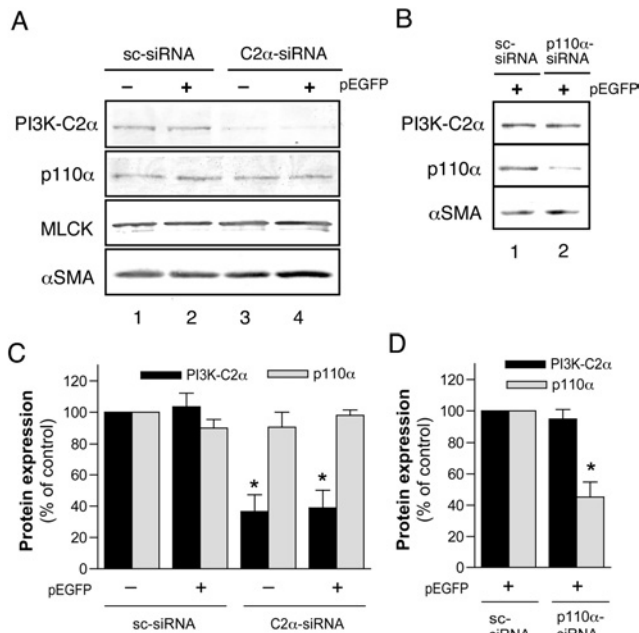 A
sc-siRNA C2α-siRNA
− + − + pEGFP
PI3K-C2α
p110α
MLCK
αSMA
1 2 3 4
B
sc-
siRNA
p110α-
siRNA
+ + pEGFP
PI3K-C2α
p110α
αSMA
1 2
C
PI3K-C2α p110α
Protein expression
(% of control)
120
100
80
60
40
20
0
* *
pEGFP − + − +
sc-siRNA C2α-siRNA
D
PI3K-C2α
p110α
Protein expression
(% of control)
120
100
80
60
40
20
0
*
pEGFP + +
sc-
siRNA
p110α-
siRNA